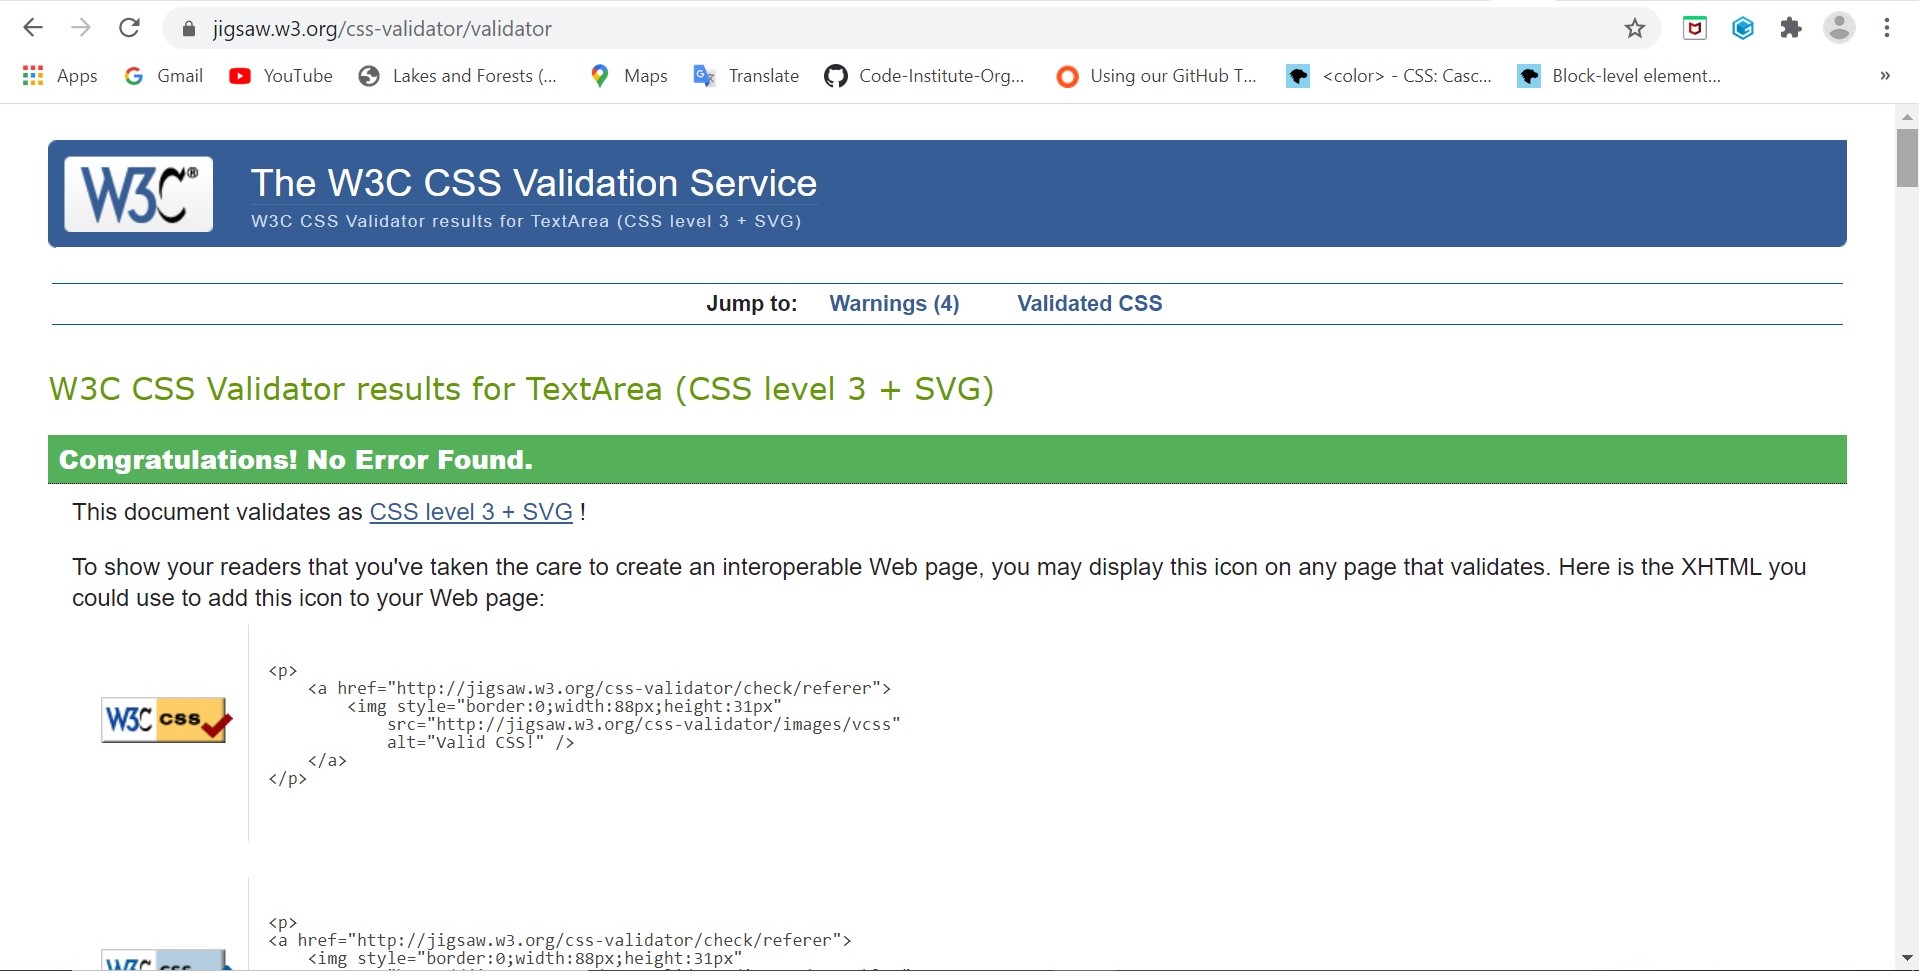 jigsaw.w3.org/css-validator/validator
Apps Gmail YouTube Lakes and Forests (... Maps Translate Code-Institute-Org... Using our GitHub T... <color> - CSS: Casc... Block-level element... »
W3C®
The W3C CSS Validation Service
W3C CSS Validator results for TextArea (CSS level 3 + SVG)
Jump to: Warnings (4) Validated CSS
W3C CSS Validator results for TextArea (CSS level 3 + SVG)
Congratulations! No Error Found.
This document validates as CSS level 3 + SVG !
To show your readers that you've taken the care to create an interoperable Web page, you may display this icon on any page that validates. Here is the XHTML you
could use to add this icon to your Web page:
W3C css
<p>
<a href="http://jigsaw.w3.org/css-validator/check/referer">
<img style="border:0;width:88px;height:31px"
src="http://jigsaw.w3.org/css-validator/images/vcss"
alt="Valid CSS!" />
</a>
</p>
W3C css
<p>
<a href="http://jigsaw.w3.org/css-validator/check/referer">
<img style="border:0;width:88px;height:31px"